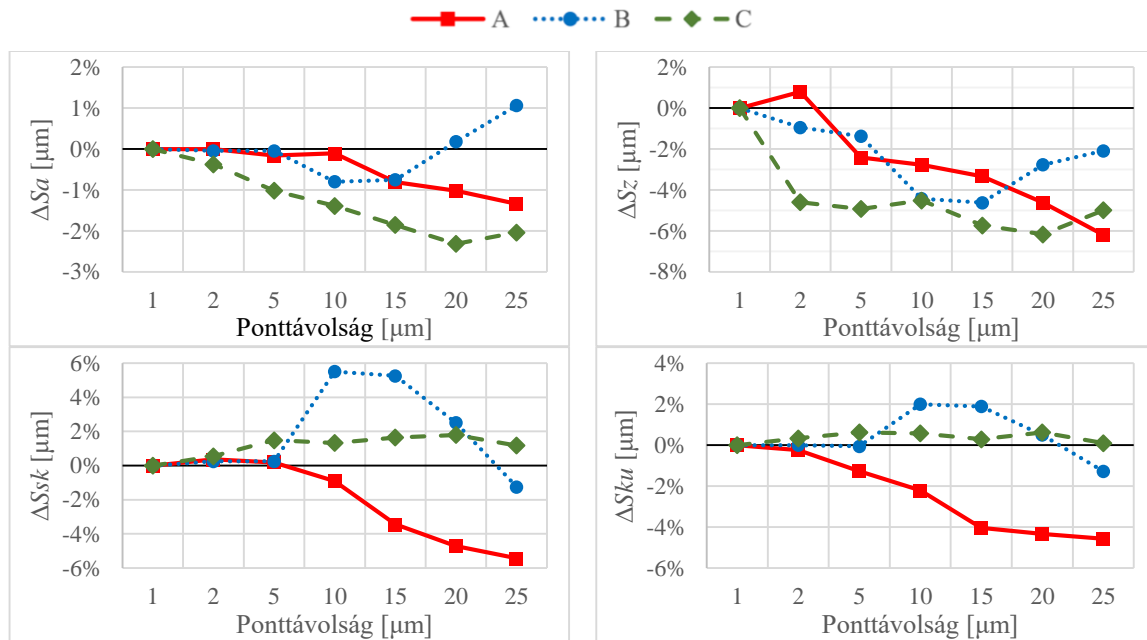 A B C
2%
1%
0%
-1%
-2%
-3%
ΔSa [μm]
1 2 5 10 15 20 25
Ponttávolság [μm]
2%
0%
-2%
-4%
-6%
-8%
ΔSz [μm]
1 2 5 10 15 20 25
Ponttávolság [μm]
6%
4%
2%
0%
-2%
-4%
-6%
ΔSsk [μm]
1 2 5 10 15 20 25
Ponttávolság [μm]
4%
2%
0%
-2%
-4%
-6%
ΔSku [μm]
1 2 5 10 15 20 25
Ponttávolság [μm]